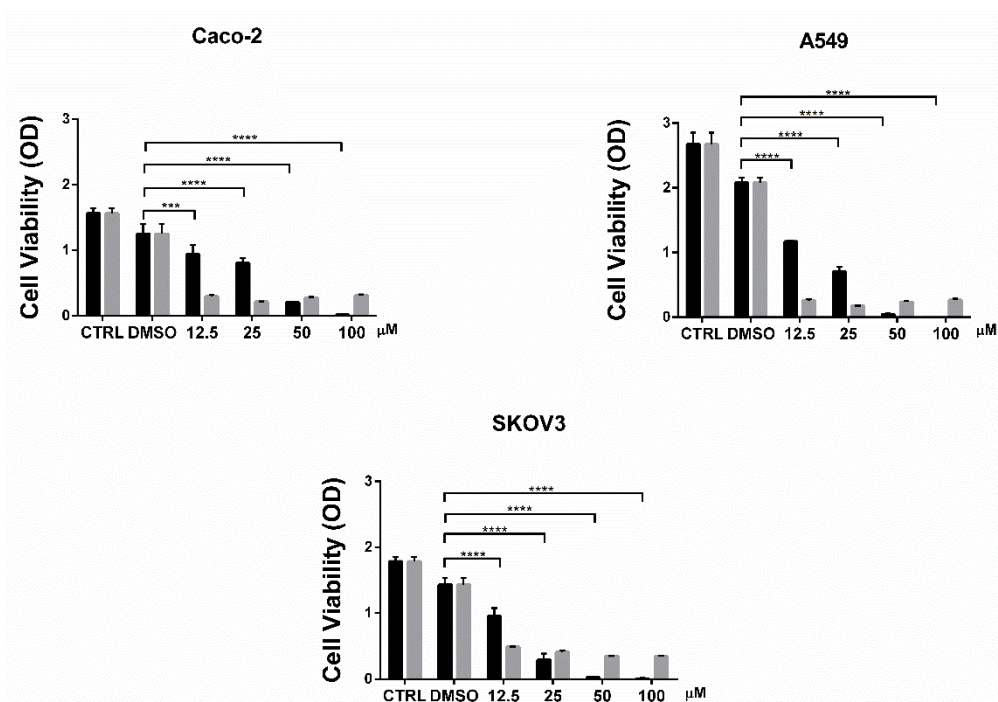 Caco-2
Cell Viability (OD)
3
2
1
0
****
****
****
***
CTRL DMSO 12.5 25 50 100 μM
A549
Cell Viability (OD)
3
2
1
0
****
****
****
****
CTRL DMSO 12.5 25 50 100 μM
SKOV3
Cell Viability (OD)
3
2
1
0
****
****
****
****
CTRL DMSO 12.5 25 50 100 μM